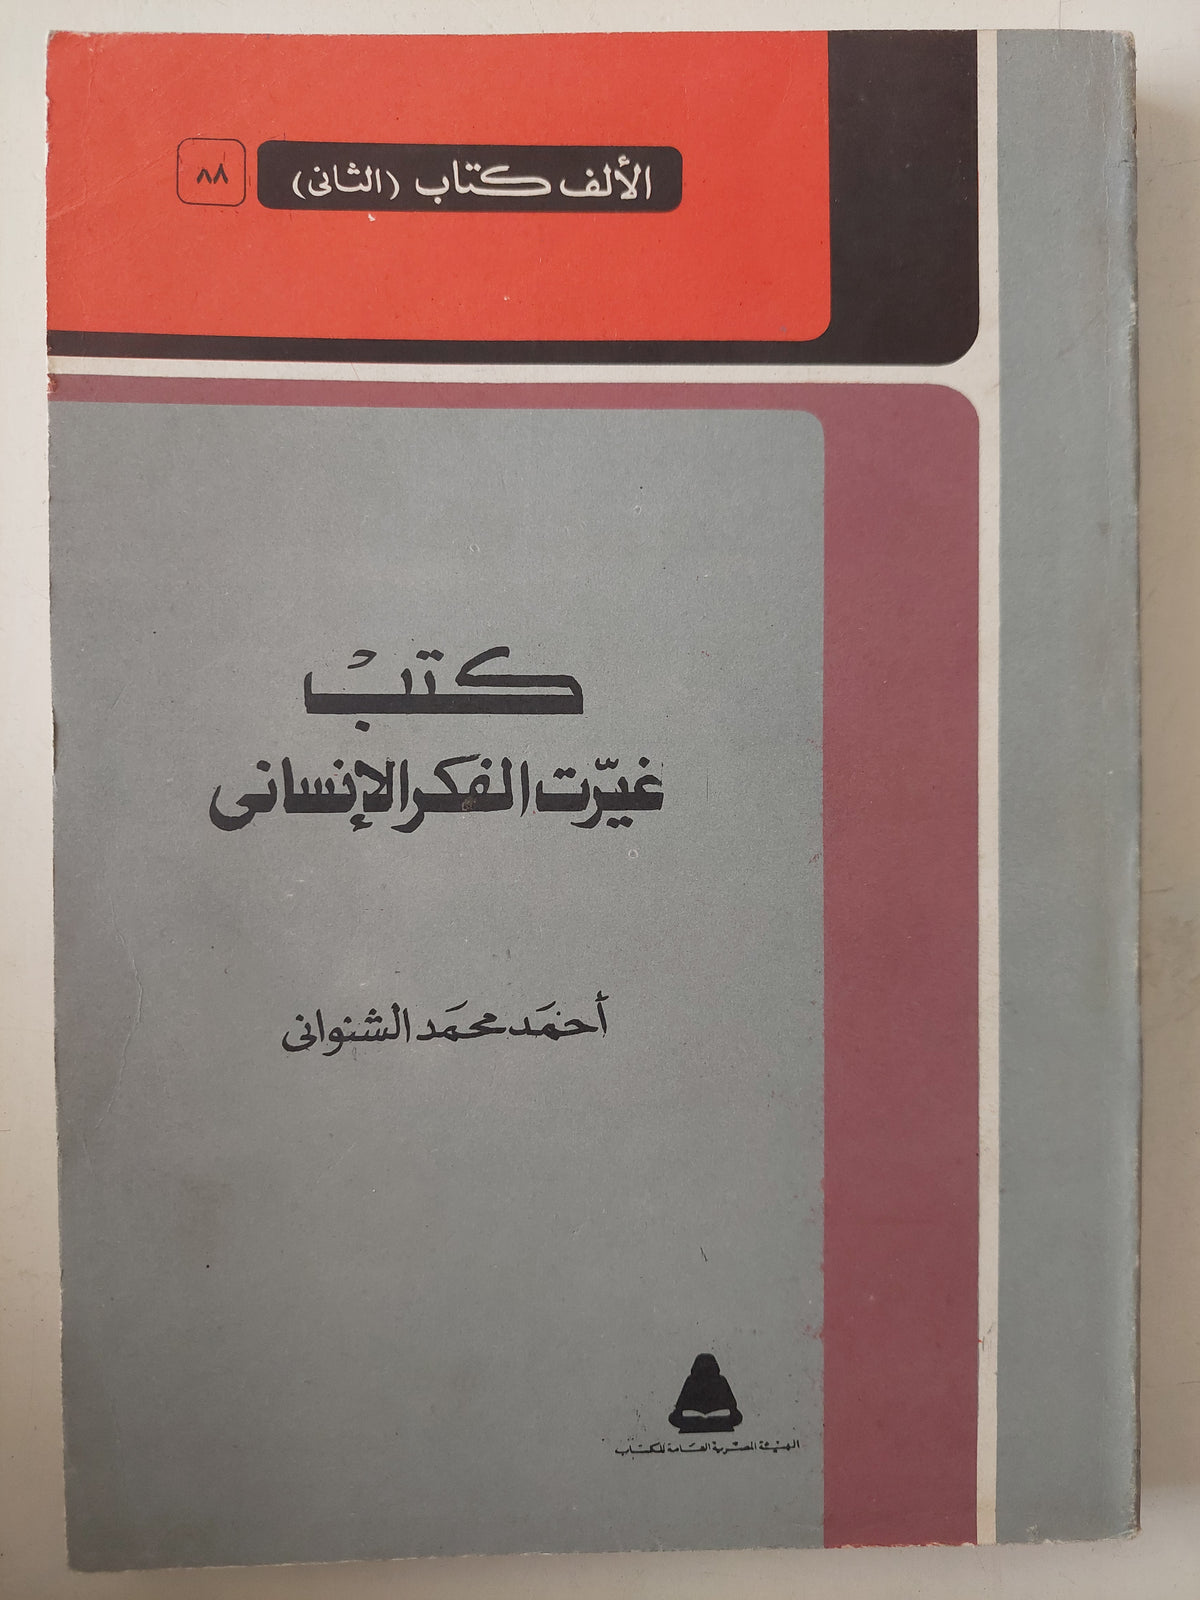 الألف كتاب (الثانى) ٨٨
كتب
غيّرت الفكر الإنسانى
أحمد محمد الشنوانى
الهيئة المصرية العامة للكتاب